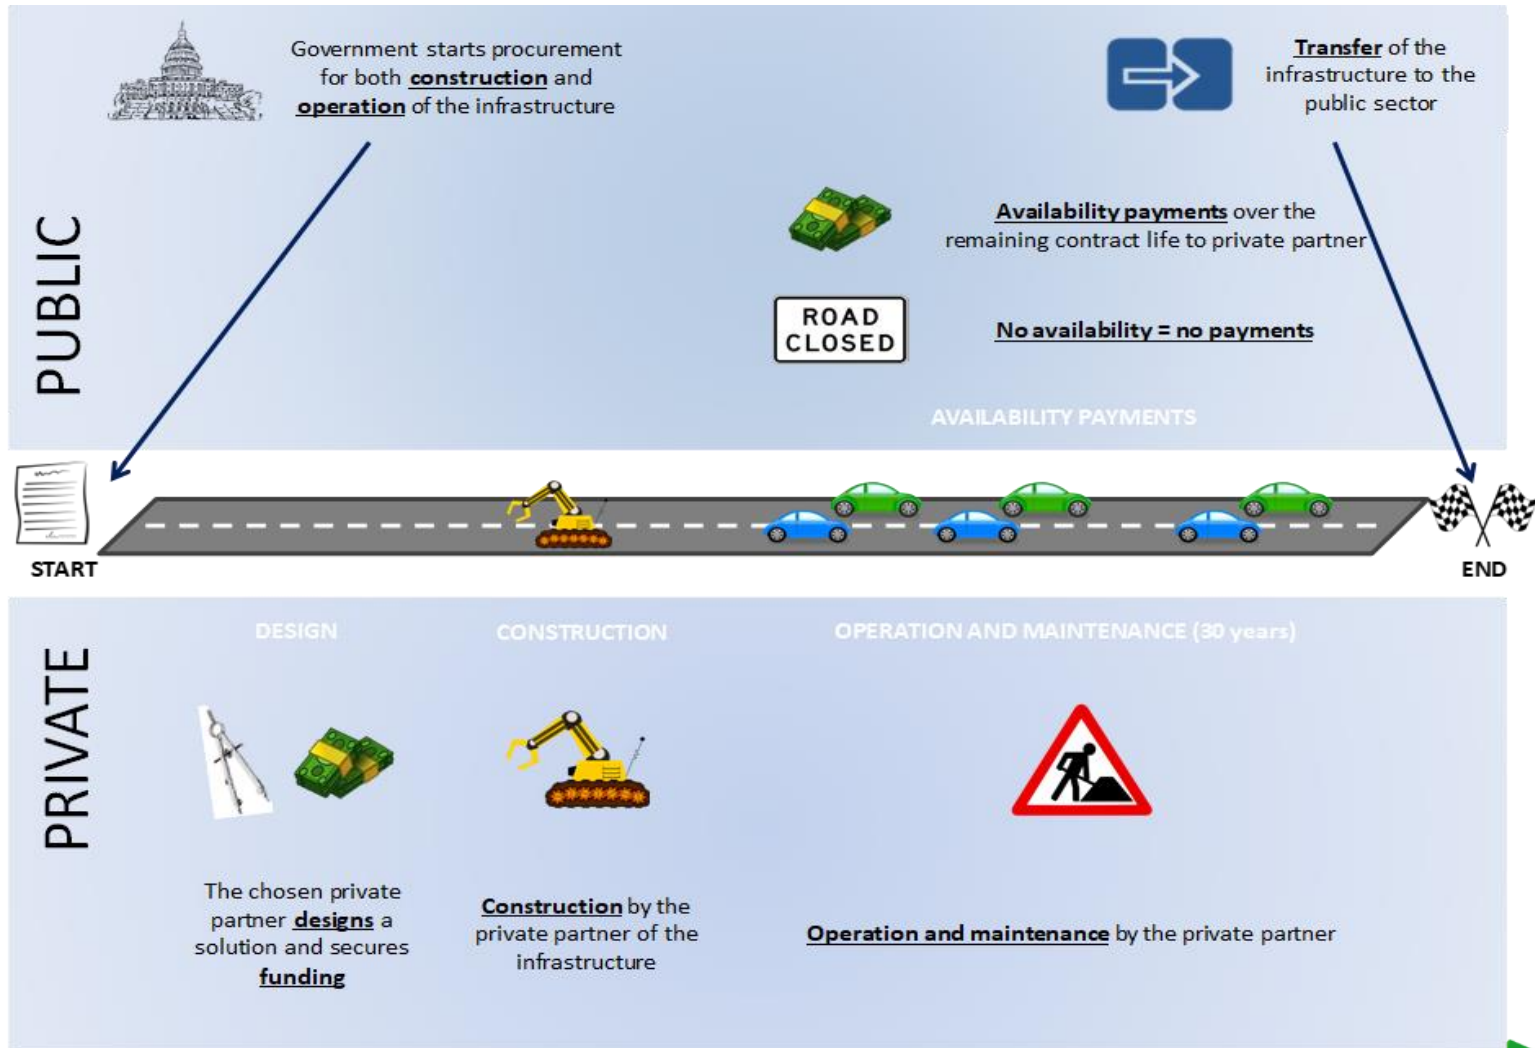 Government starts procurement
for both construction and
operation of the infrastructure
Transfer of the
infrastructure to the
public sector
PUBLIC
Availability payments over the
remaining contract life to private partner
ROAD
CLOSED
No availability = no payments
AVAILABILITY PAYMENTS
START
END
PRIVATE
DESIGN
CONSTRUCTION
OPERATION AND MAINTENANCE (30 years)
The chosen private
partner designs a
solution and secures
funding
Construction by the
private partner of the
infrastructure
Operation and maintenance by the private partner